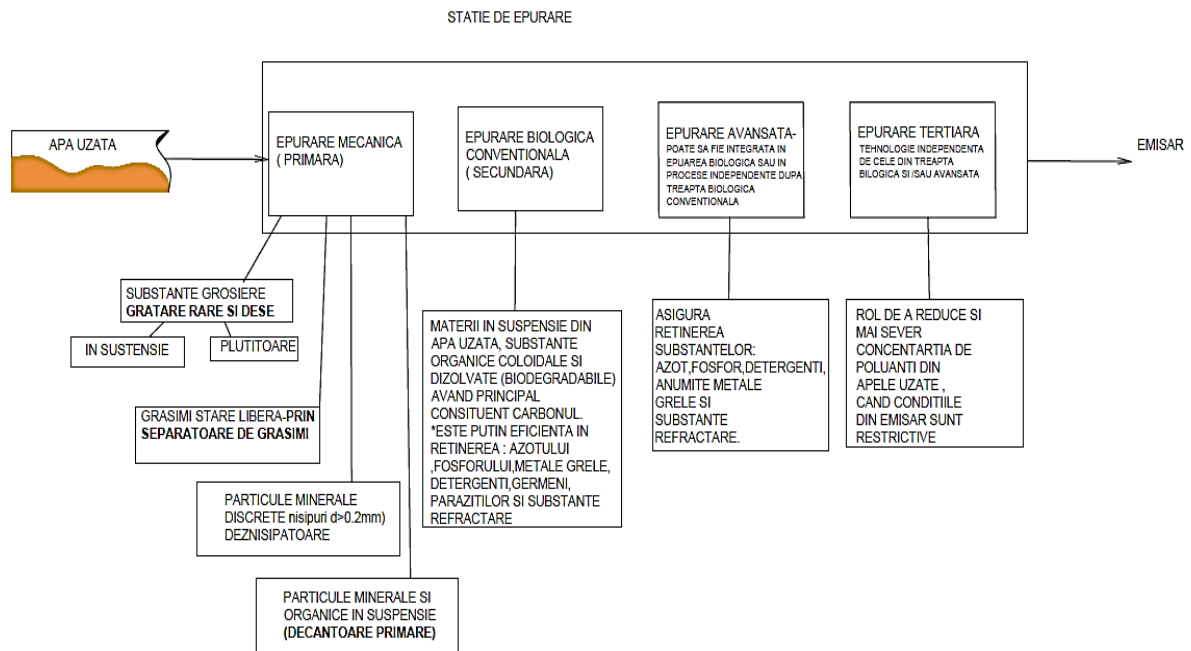 STATIE DE EPURARE
APA UZATA
EPURARE MECANICA
( PRIMARA)
EPURARE BIOLOGICA
CONVENTIONALA
( SECUNDARA)
EPURARE AVANSATA-
POATE SA FIE INTEGRATA IN
EPUAREA BIOLOGICA SAU IN
PROCESE INDEPENDENTE DUPA
TREAPTA BIOLOGICA
CONVENTIONALA
EPURARE TERTIARA
TEHNOLOGIE INDEPENDENTA
DE CELE DIN TREAPTA
BILOGICA SI /SAU AVANSATA
EMISAR
SUBSTANTE GROSIERE
GRATARE RARE SI DESE
IN SUSTENSIE
PLUTITOARE
GRASIMI STARE LIBERA-PRIN
SEPARATOARE DE GRASIMI
PARTICULE MINERALE
DISCRETE nisipuri d>0.2mm)
DEZNISIPATOARE
PARTICULE MINERALE SI
ORGANICE IN SUSPENSIE
(DECANTOARE PRIMARE)
MATERII IN SUSPENSIE DIN
APA UZATA, SUBSTANTE
ORGANICE COLOIDALE SI
DIZOLVATE (BIODEGRADABILE)
AVAND PRINCIPAL
CONSITUENT CARBONUL.
*ESTE PUTIN EFICIENTA IN
RETINEREA : AZOTULUI
,FOSFORULUI,METALE GRELE,
DETERGENTI,GERMENI,
PARAZITILOR SI SUBSTANTE
REFRACTARE
ASIGURA
RETINEREA
SUBSTANTELOR:
AZOT,FOSFOR,DETERGENTI,
ANUMITE METALE
GRELE SI
SUBSTANTE
REFRACTARE.
ROL DE A REDUCE SI
MAI SEVER
CONCENTARTIA DE
POLUANTI DIN
APELE UZATE ,
CAND CONDITIILE
DIN EMISAR SUNT
RESTRICTIVE